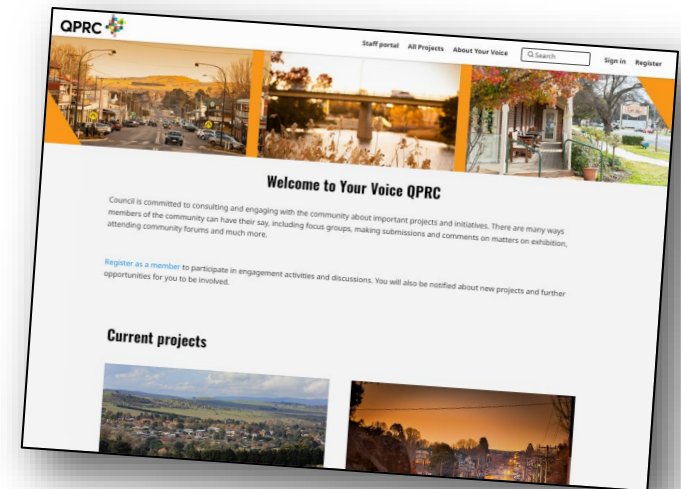 QPRC
Staff portal All Projects About Your Voice Search Sign in Register
Welcome to Your Voice QPRC
Council is committed to consulting and engaging with the community about important projects and initiatives. There are many ways
members of the community can have their say, including focus groups, making submissions and comments on matters on exhibition,
attending community forums and much more.
Register as a member to participate in engagement activities and discussions. You will also be notified about new projects and further
opportunities for you to be involved.
Current projects